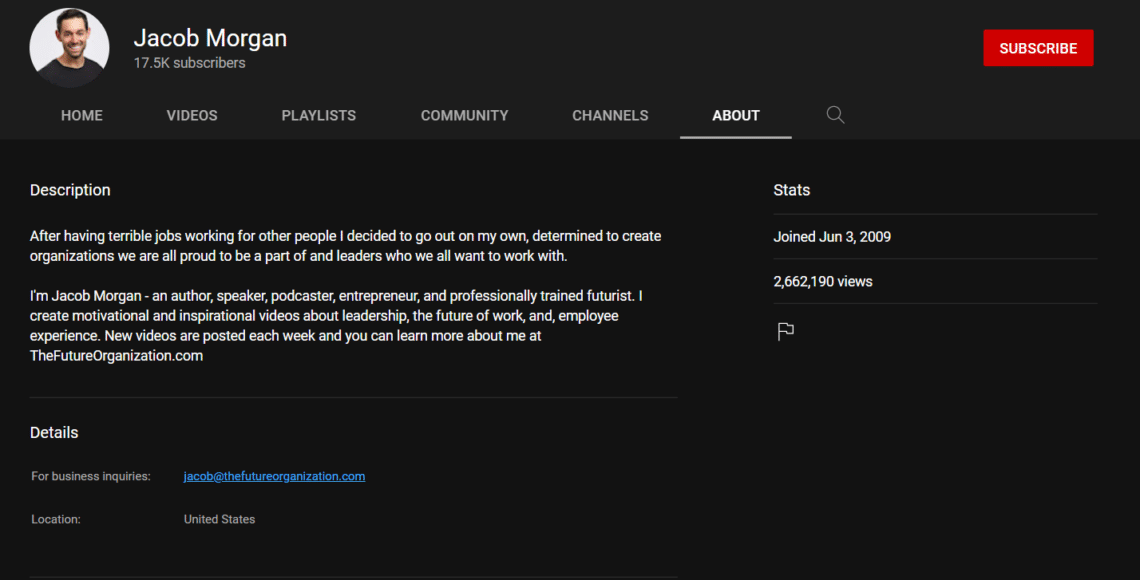 Jacob Morgan
17.5K subscribers
SUBSCRIBE
HOME VIDEOS PLAYLISTS COMMUNITY CHANNELS ABOUT
Description
After having terrible jobs working for other people I decided to go out on my own, determined to create
organizations we are all proud to be a part of and leaders who we all want to work with.
I'm Jacob Morgan - an author, speaker, podcaster, entrepreneur, and professionally trained futurist. I
create motivational and inspirational videos about leadership, the future of work, and, employee
experience. New videos are posted each week and you can learn more about me at
TheFutureOrganization.com
Details
For business inquiries: jacob@thefutureorganization.com
Location: United States
Stats
Joined Jun 3, 2009
2,662,190 views